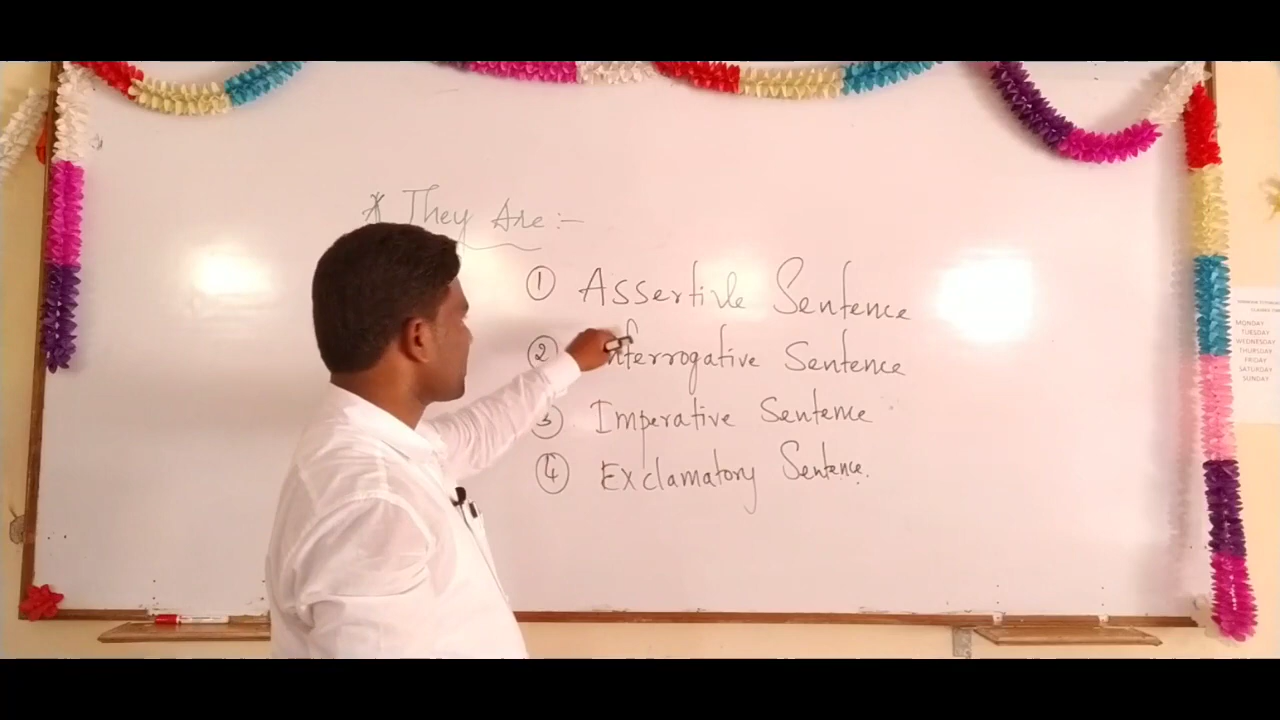 * They Are :-
① Assertive Sentence
② Interrogative Sentence
③ Imperative Sentence
④ Exclamatory Sentence.
MONDAY
TUESDAY
WEDNESDAY
THURSDAY
FRIDAY
SATURDAY
SUNDAY